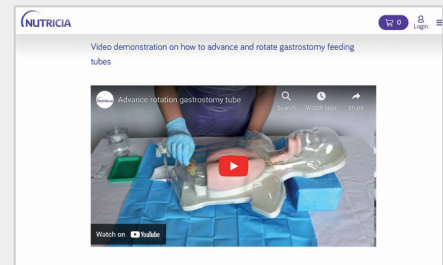 NUTRICIA
0
Login
Video demonstration on how to advance and rotate gastrostomy feeding
tubes
NUTRICIA
Advance rotation gastrostomy tube
Search
Watch later
Share
Watch on YouTube